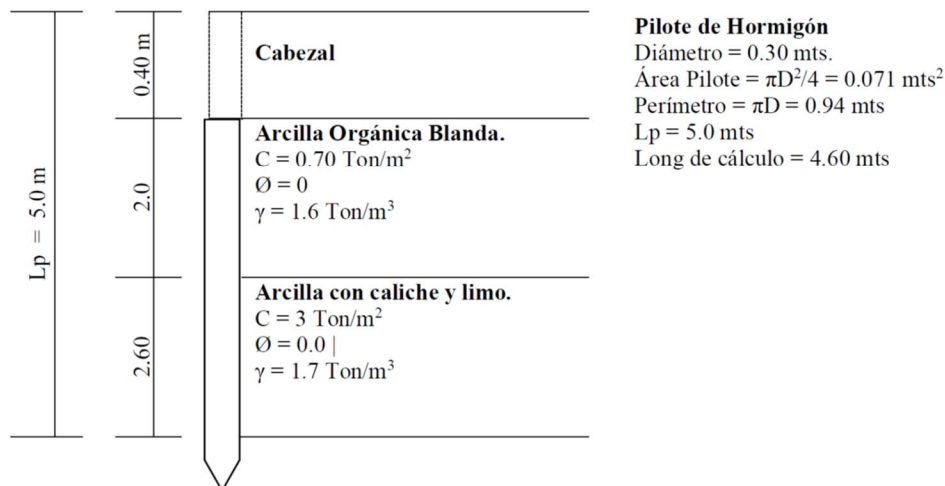 Lp = 5.0 m
0.40 m
2.0
2.60
Cabezal
Arcilla Orgánica Blanda.
C = 0.70 Ton/m²
Ø = 0
γ = 1.6 Ton/m³
Arcilla con caliche y limo.
C = 3 Ton/m²
Ø = 0.0 |
γ = 1.7 Ton/m³
Pilote de Hormigón
Diámetro = 0.30 mts.
Área Pilote = πD²/4 = 0.071 mts²
Perímetro = πD = 0.94 mts
Lp = 5.0 mts
Long de cálculo = 4.60 mts